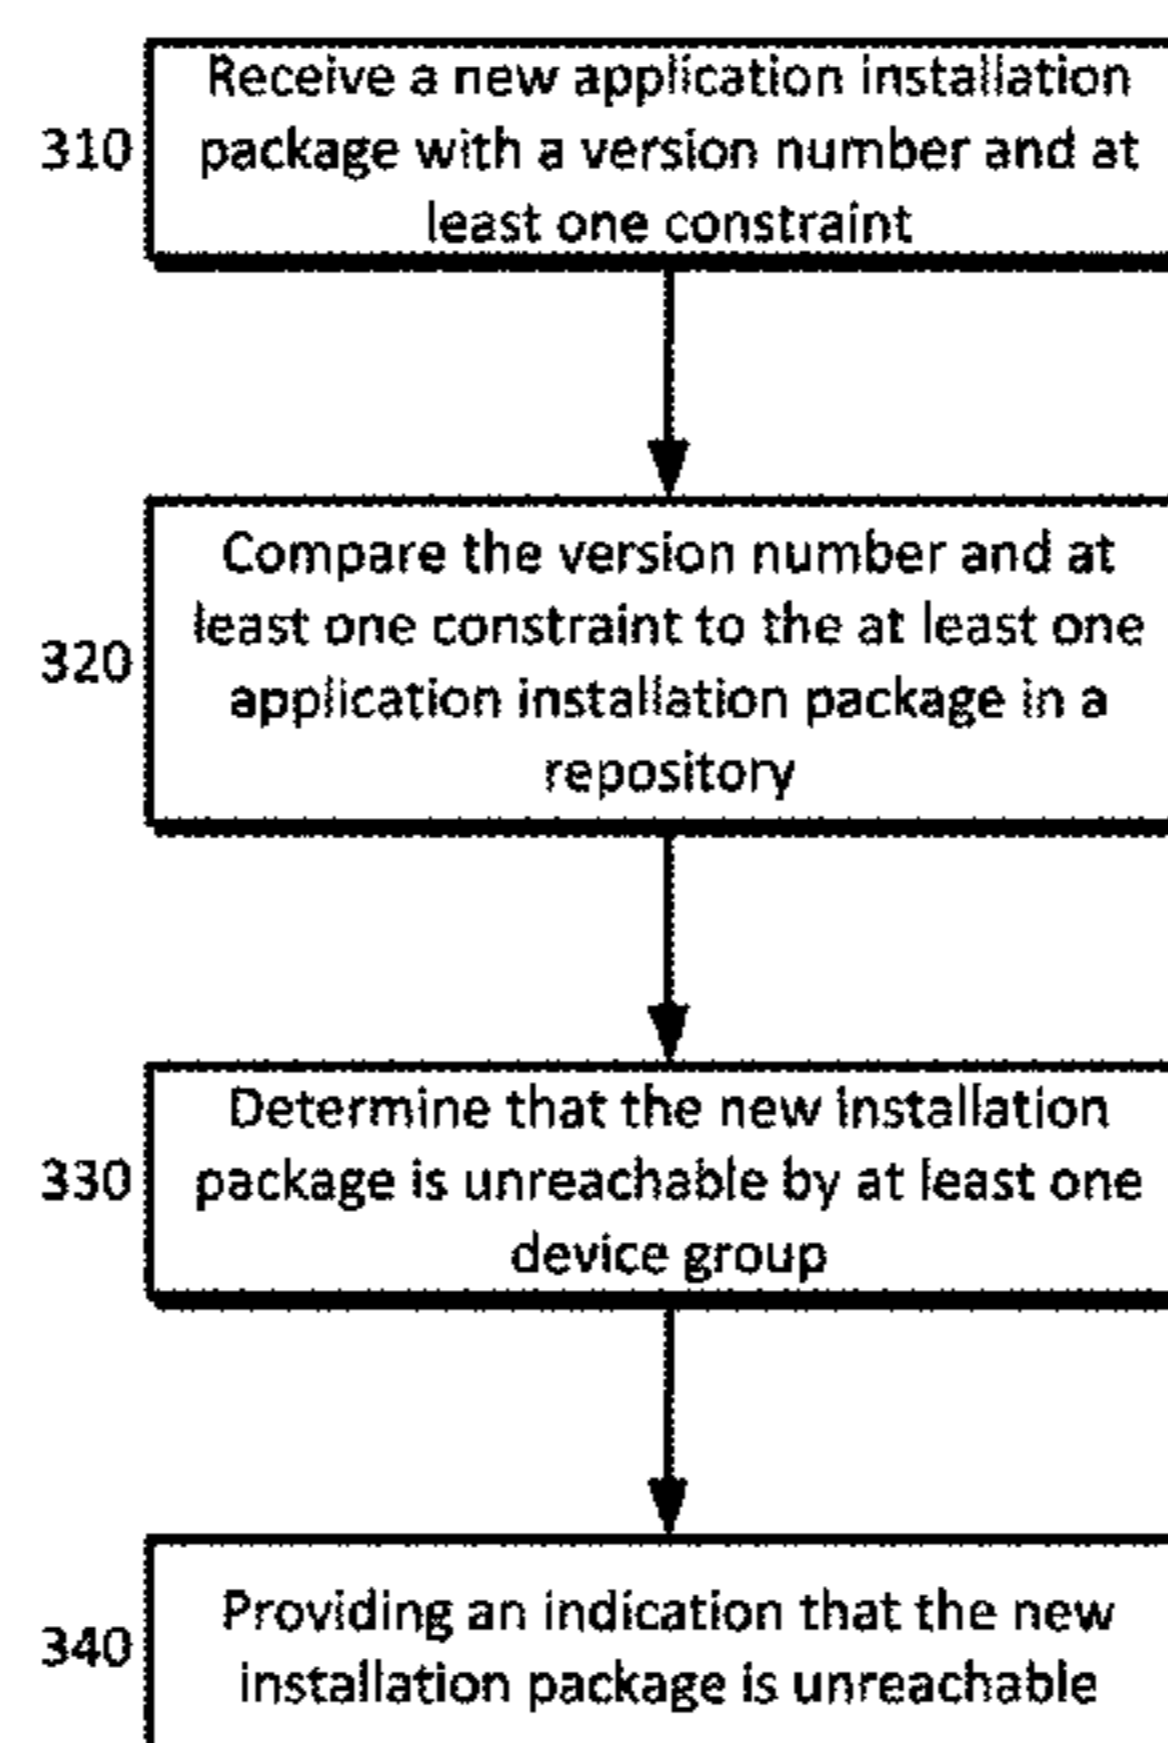 Receive a new application installation
310
package with a version number and at
least one constraint
Compare the version number and at
least one constraint to the at least one
320
application installation package in a
repository
Determine that the new installation
330
package is unreachable by at least one
device group
Providing an indication that the new
340
installation package is unreachable